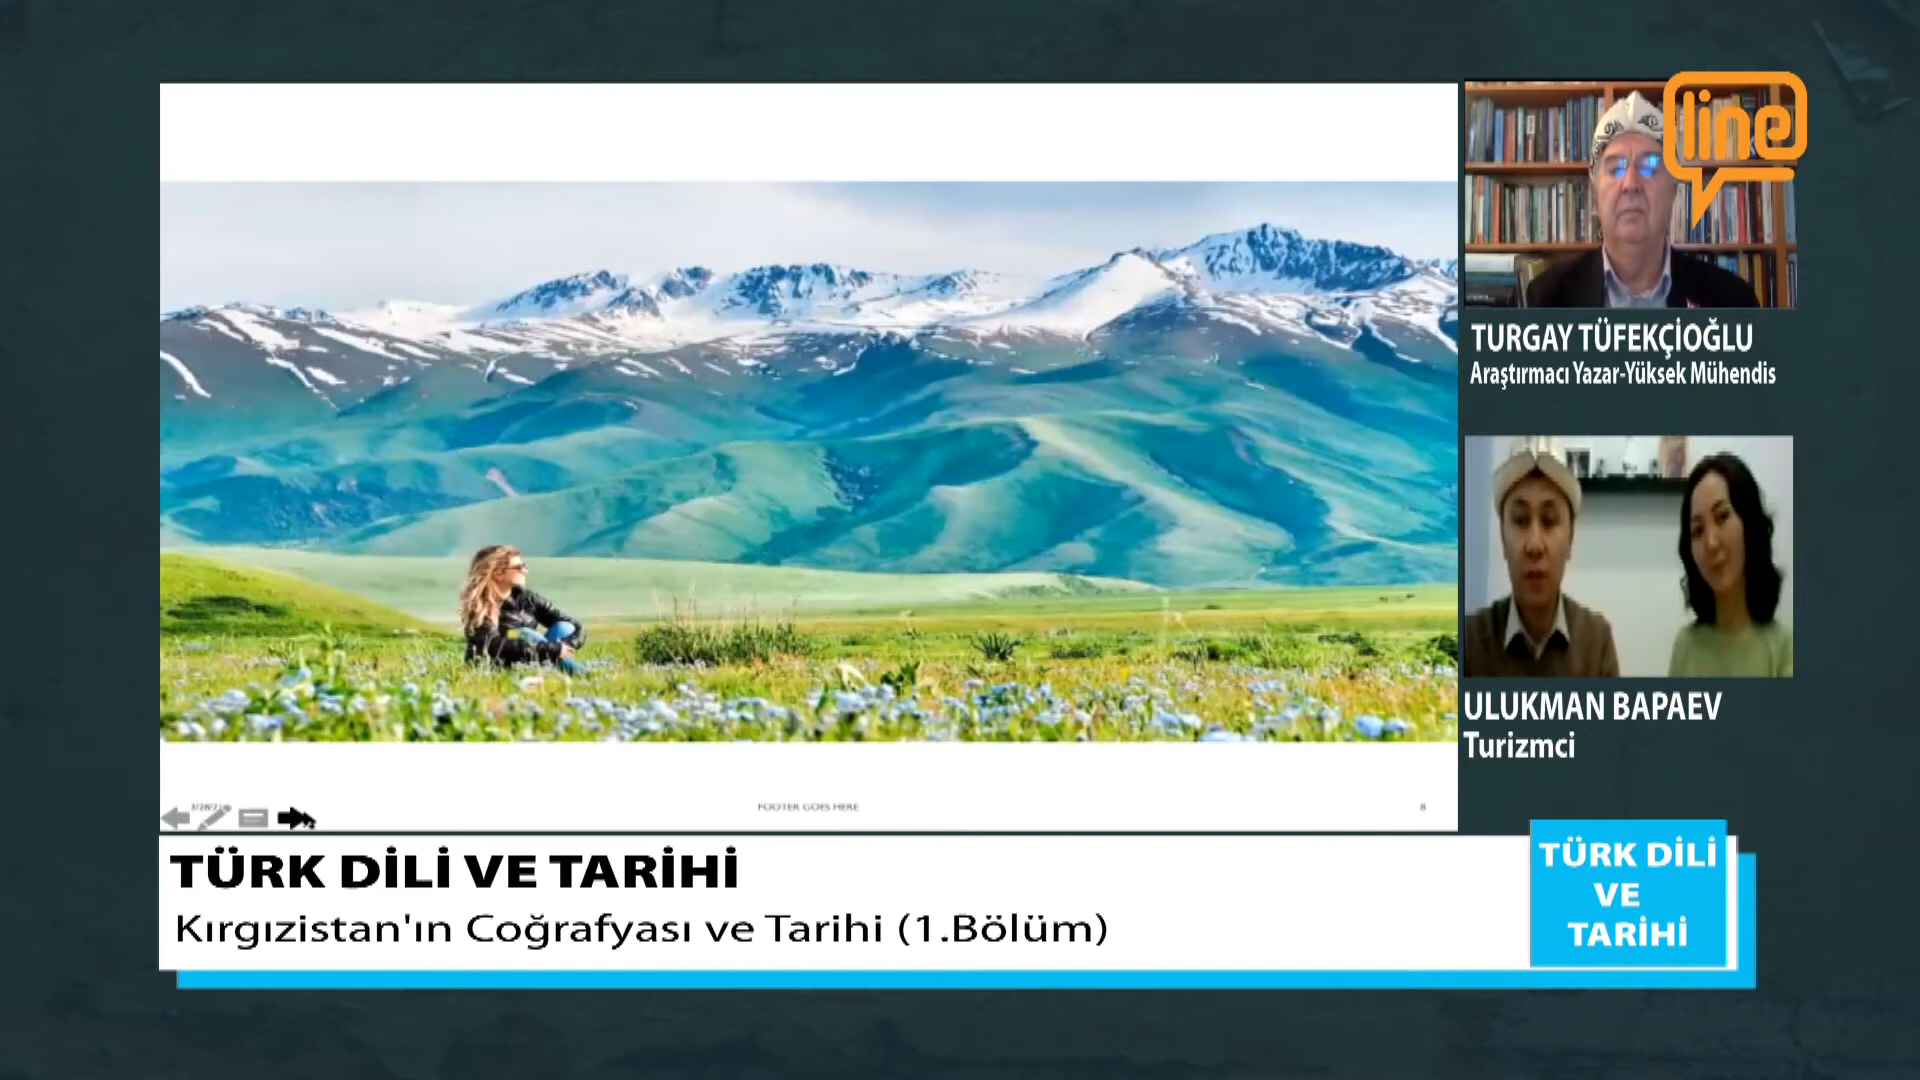 line
TURGAY TÜFEKÇİOĞLU
Araştırmacı Yazar-Yüksek Mühendis
ULUKMAN BAPAEV
Turizmci
FOOTER GOES HERE
8
TÜRK DİLİ VE TARİHİ
Kırgızistan'ın Coğrafyası ve Tarihi (1.Bölüm)
TÜRK DİLİ
VE
TARİHİ